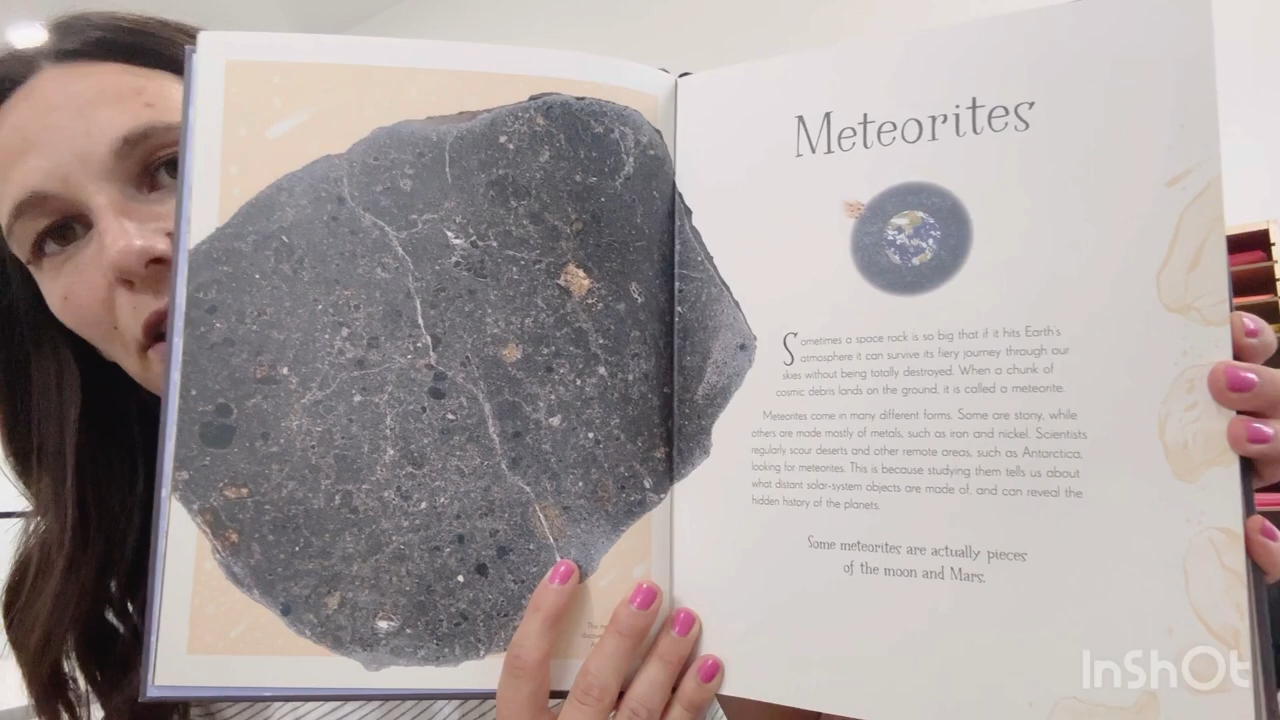 Meteorites
Sometimes a space rock is so big that if it hits Earth's
atmosphere it can survive its fiery journey through our
skies without being totally destroyed. When a chunk of
cosmic debris lands on the ground, it is called a meteorite.
Meteorites come in many different forms. Some are stony, while
others are made mostly of metals, such as iron and nickel. Scientists
regularly scour deserts and other remote areas, such as Antarctica,
looking for meteorites. This is because studying them tells us about
what distant solar-system objects are made of, and can reveal the
hidden history of the planets.
Some meteorites are actually pieces
of the moon and Mars.
InShOt